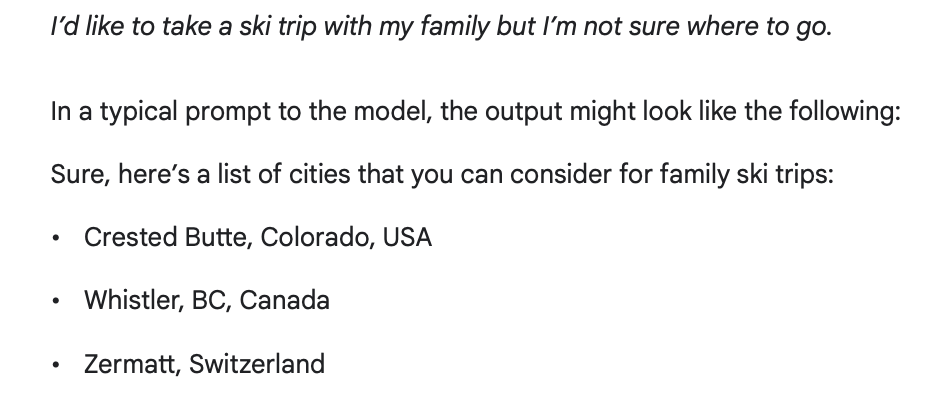 I’d like to take a ski trip with my family but I’m not sure where to go.
In a typical prompt to the model, the output might look like the following:
Sure, here’s a list of cities that you can consider for family ski trips:
• Crested Butte, Colorado, USA
• Whistler, BC, Canada
• Zermatt, Switzerland